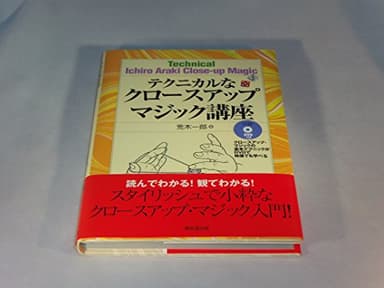 Technical
Ichiro Araki Close-up Magic
テクニカルな
クロースアップ
マジック講座
荒木一郎
読んでわかる!観てわかる!
スタイリッシュで小粋な
クロースアップ・マジック入門!